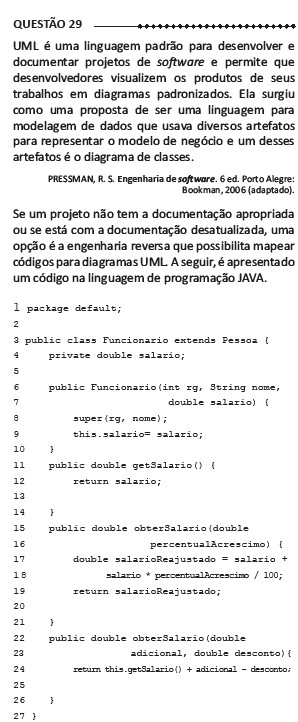 QUESTÃO 29
UML é uma linguagem padrão para desenvolver e
documentar projetos de software e permite que
desenvolvedores visualizem os produtos de seus
trabalhos em diagramas padronizados. Ela surgiu
como uma proposta de ser uma linguagem para
modelagem de dados que usava diversos artefatos
para representar o modelo de negócio e um desses
artefatos é o diagrama de classes.
PRESSMAN, R. S. Engenharia de software. 6 ed. Porto Alegre:
Bookman, 2006 (adaptado).
Se um projeto não tem a documentação apropriada
ou se está com a documentação desatualizada, uma
opção é a engenharia reversa que possibilita mapear
códigos para diagramas UML. A seguir, é apresentado
um código na linguagem de programação JAVA.
1 package default;
2
3 public class Funcionario extends Pessoa {
4     private double salario;
5
6     public Funcionario(int rg, String nome,
7                         double salario) {
8         super(rg, nome);
9         this.salario= salario;
10     }
11     public double getSalario() {
12         return salario;
13
14     }
15     public double obterSalario(double
16                      percentualAcrescimo) {
17         double salarioReajustado = salario +
18             salario * percentualAcrescimo / 100;
19         return salarioReajustado;
20
21     }
22     public double obterSalario(double
23                   adicional, double desconto){
24         return this.getSalario() + adicional - desconto;
25
26     }
27 }